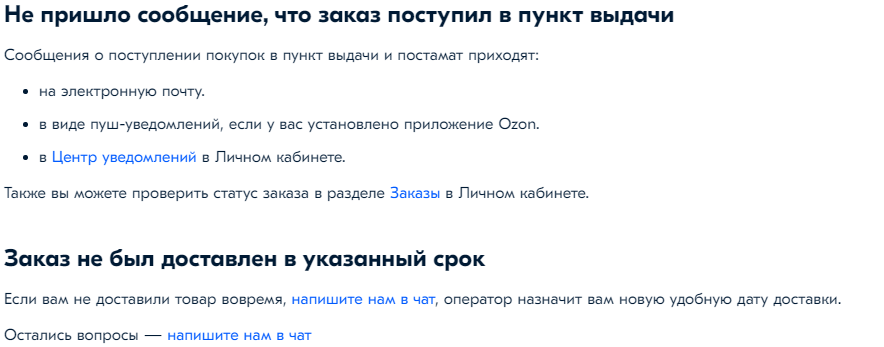 Не пришло сообщение, что заказ поступил в пункт выдачи
Сообщения о поступлении покупок в пункт выдачи и постамат приходят:
• на электронную почту.
• в виде пуш-уведомлений, если у вас установлено приложение Ozon.
• в Центр уведомлений в Личном кабинете.
Также вы можете проверить статус заказа в разделе Заказы в Личном кабинете.
Заказ не был доставлен в указанный срок
Если вам не доставили товар вовремя, напишите нам в чат, оператор назначит вам новую удобную дату доставки.
Остались вопросы — напишите нам в чат